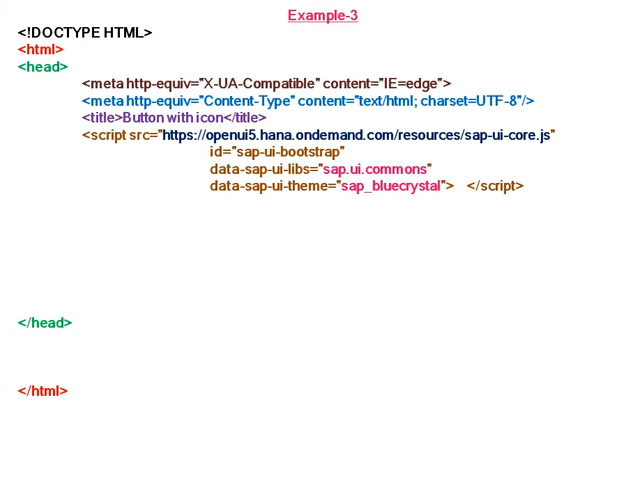 Example-3
<!DOCTYPE HTML>
<html>
<head>
<meta http-equiv="X-UA-Compatible" content="IE=edge">
<meta http-equiv="Content-Type" content="text/html; charset=UTF-8"/>
<title>Button with icon</title>
<script src="https://openui5.hana.ondemand.com/resources/sap-ui-core.js"
id="sap-ui-bootstrap"
data-sap-ui-libs="sap.ui.commons"
data-sap-ui-theme="sap_bluecrystal"> </script>
</head>
</html>